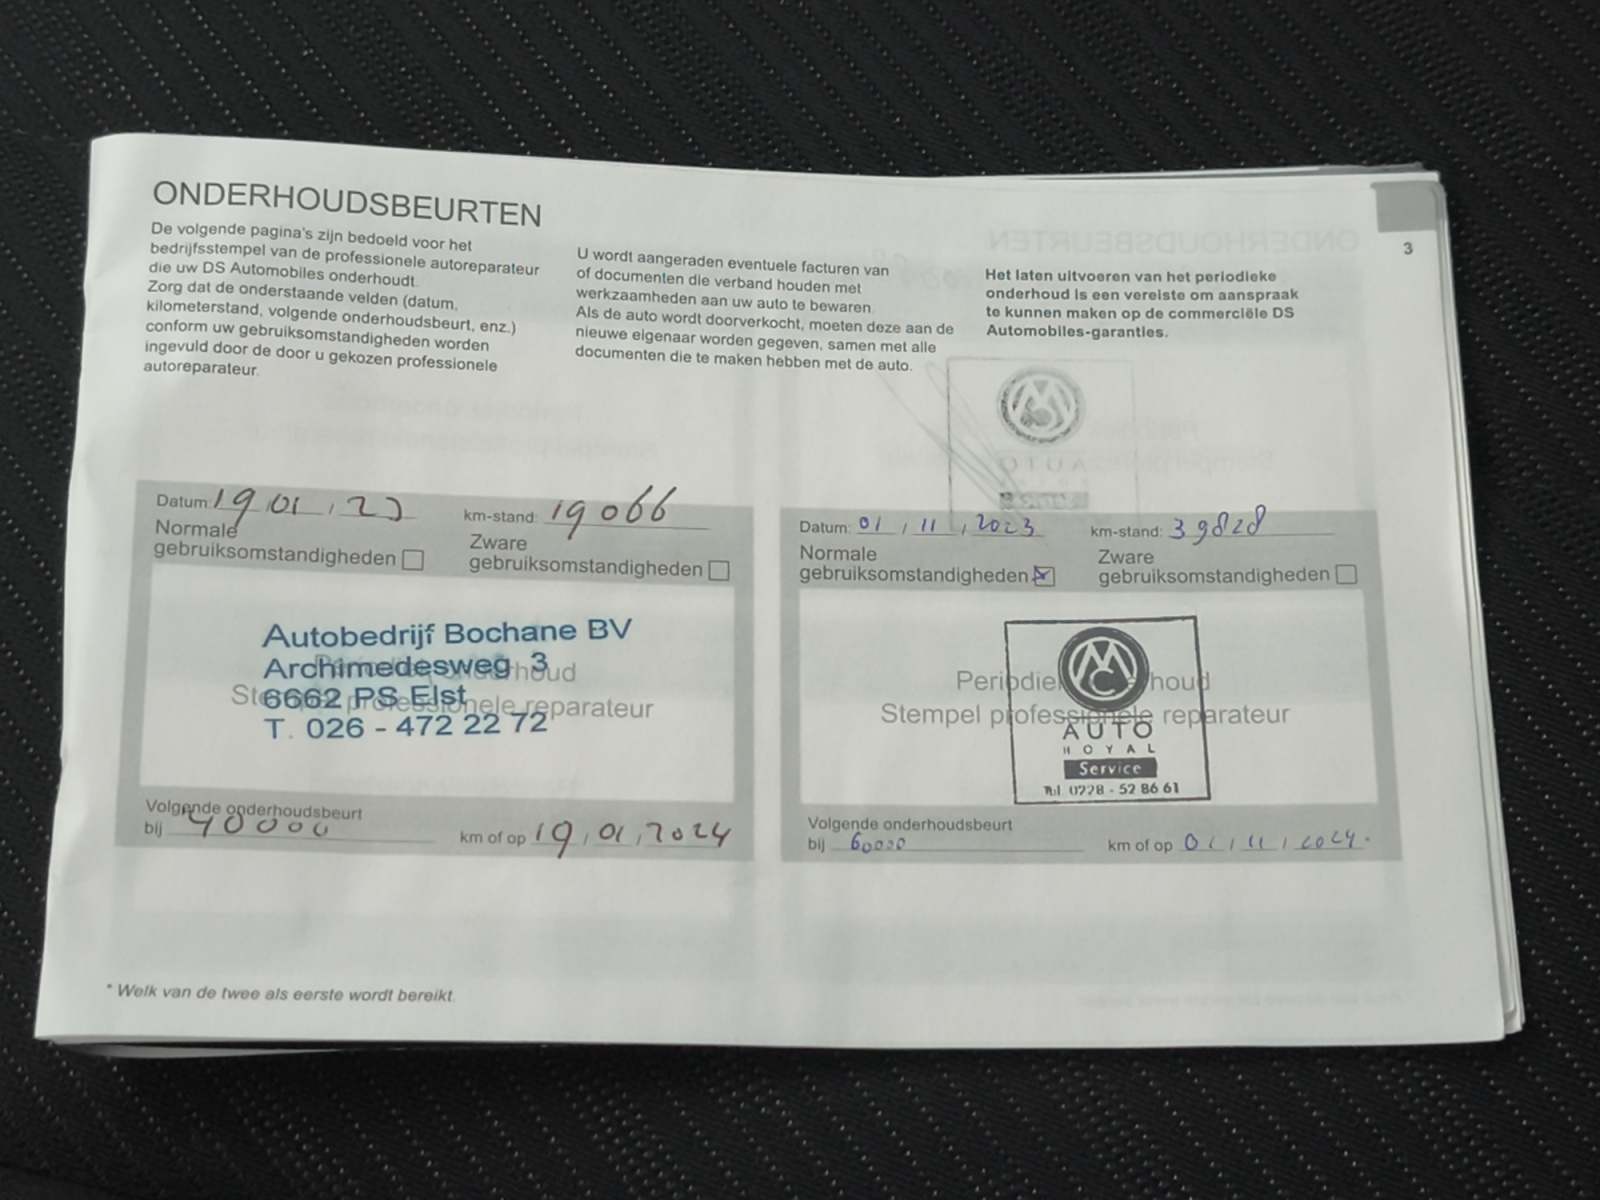 ONDERHOUDSBEURTEN
De volgende pagina's zijn bedoeld voor het
bedrijfsstempel van de professionele autoreparateur
die uw DS Automobiles onderhoudt.
Zorg dat de onderstaande velden (datum,
kilometerstand, volgende onderhoudsbeurt, enz.)
conform uw gebruiksomstandigheden worden
ingevuld door de door u gekozen professionele
autoreparateur.
U wordt aangeraden eventuele facturen van
of documenten die verband houden met
werkzaamheden aan uw auto te bewaren.
Als de auto wordt doorverkocht, moeten deze aan de
nieuwe eigenaar worden gegeven, samen met alle
documenten die te maken hebben met de auto.
Het laten uitvoeren van het periodieke
onderhoud is een vereiste om aanspraak
te kunnen maken op de commerciële DS
Automobiles-garanties.
3
Datum: 19 / 01 / 23 km-stand: 19066
Normale
gebruiksomstandigheden
Zware
gebruiksomstandigheden
Autobedrijf Bochane BV
Archimedesweg 3
6662 PS Elst
T. 026 - 472 22 72
Periodiek onderhoud
Stempel professionele reparateur
Volgende onderhoudsbeurt
bij 40000 km of op 19 / 01 / 2024
Datum: 01 / 11 / 2023 km-stand: 39828
Normale
gebruiksomstandigheden
Zware
gebruiksomstandigheden
Periodiek onderhoud
Stempel professionele reparateur
MC
AUTO
ROYAL
Service
Tel 0228 - 52 86 61
Volgende onderhoudsbeurt
bij 60000 km of op 01 / 11 / 2024.
* Welk van de twee als eerste wordt bereikt.